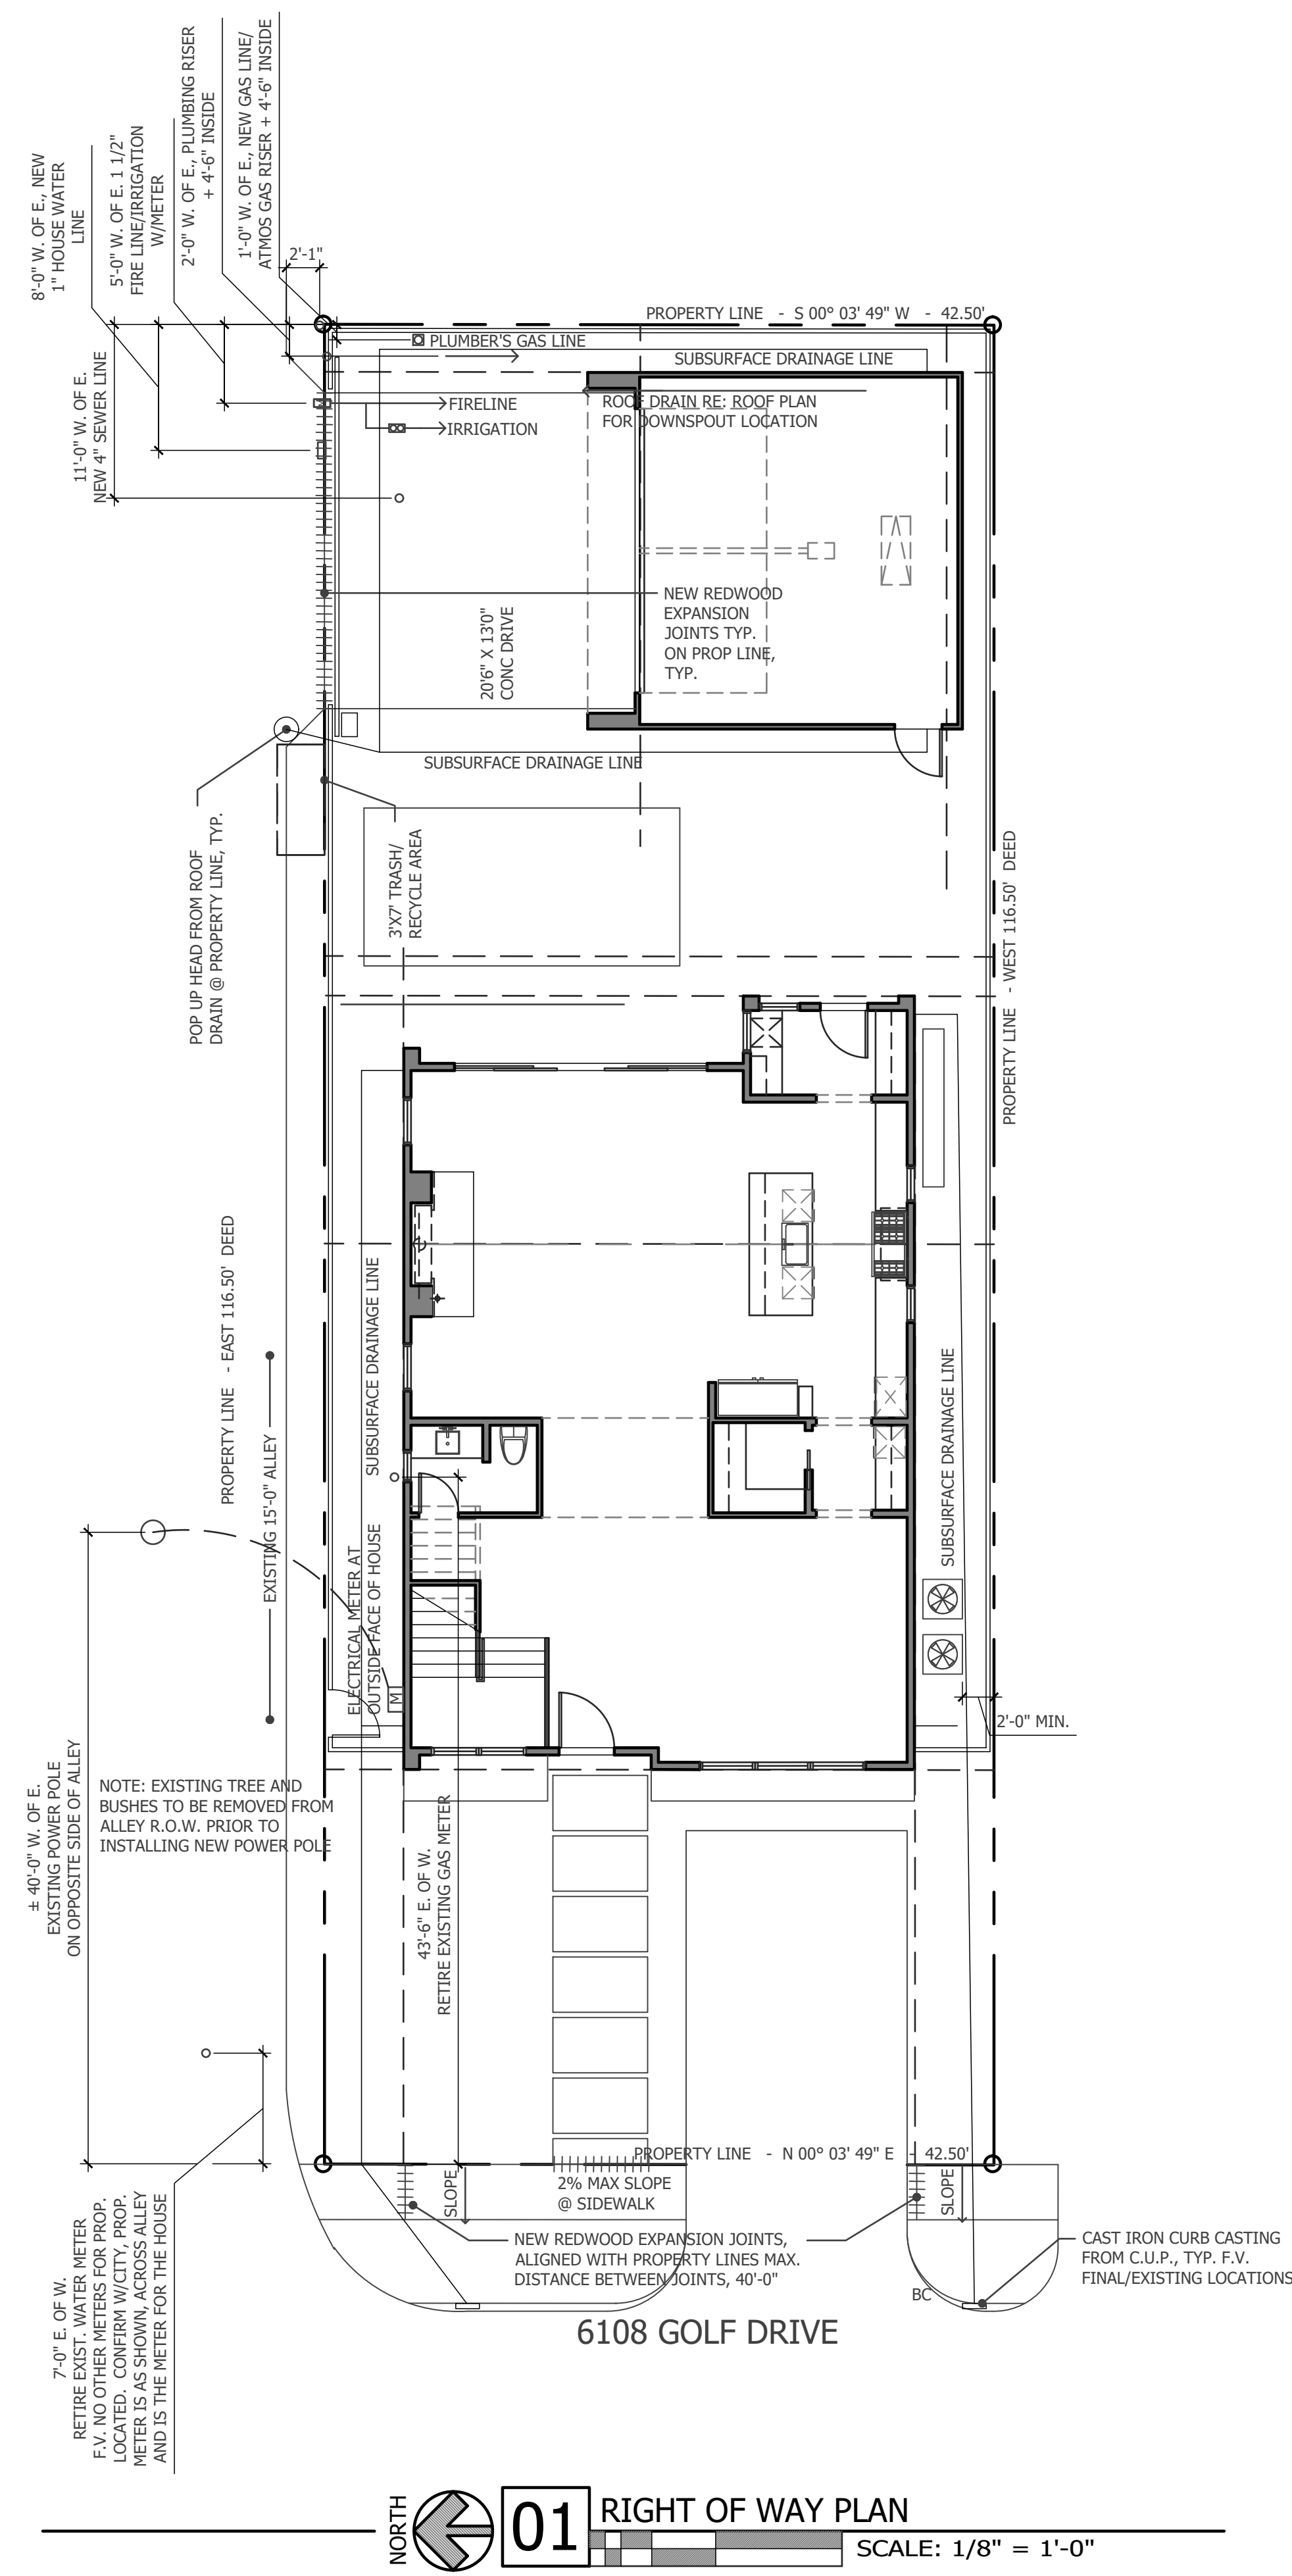 8'-0" W. OF E., NEW
1" HOUSE WATER
LINE
5'-0" W. OF E. 1 1/2"
FIRE LINE/IRRIGATION
W/METER
2'-0" W. OF E., PLUMBING RISER
+ 4'-6" INSIDE
1'-0" W. OF E., NEW GAS LINE/
ATMOS GAS RISER + 4'-6" INSIDE
2'-1"
11'-0" W. OF E.
NEW 4" SEWER LINE
PROPERTY LINE - S 00° 03' 49" W - 42.50'
PLUMBER'S GAS LINE
SUBSURFACE DRAINAGE LINE
FIRELINE
IRRIGATION
ROOF DRAIN RE: ROOF PLAN
FOR DOWNSPOUT LOCATION
NEW REDWOOD
EXPANSION
JOINTS TYP.
ON PROP LINE,
TYP.
20'6" X 13'0"
CONC DRIVE
SUBSURFACE DRAINAGE LINE
POP UP HEAD FROM ROOF
DRAIN @ PROPERTY LINE, TYP.
3'X7' TRASH/
RECYCLE AREA
PROPERTY LINE - WEST 116.50' DEED
PROPERTY LINE - EAST 116.50' DEED
EXISTING 15'-0" ALLEY
SUBSURFACE DRAINAGE LINE
SUBSURFACE DRAINAGE LINE
ELECTRICAL METER AT
OUTSIDE FACE OF HOUSE
M
2'-0" MIN.
± 40'-0" W. OF E.
EXISTING POWER POLE
ON OPPOSITE SIDE OF ALLEY
NOTE: EXISTING TREE AND
BUSHES TO BE REMOVED FROM
ALLEY R.O.W. PRIOR TO
INSTALLING NEW POWER POLE
43'-6" E. OF W.
RETIRE EXISTING GAS METER
PROPERTY LINE - N 00° 03' 49" E - 42.50'
SLOPE
2% MAX SLOPE
@ SIDEWALK
SLOPE
NEW REDWOOD EXPANSION JOINTS,
ALIGNED WITH PROPERTY LINES MAX.
DISTANCE BETWEEN JOINTS, 40'-0"
CAST IRON CURB CASTING
FROM C.U.P., TYP. F.V.
FINAL/EXISTING LOCATIONS
BC
7'-0" E. OF W.
RETIRE EXIST. WATER METER
F.V. NO OTHER METERS FOR PROP.
LOCATED. CONFIRM W/CITY, PROP.
METER IS AS SHOWN, ACROSS ALLEY
AND IS THE METER FOR THE HOUSE
6108 GOLF DRIVE
NORTH
01
RIGHT OF WAY PLAN
SCALE: 1/8" = 1'-0"